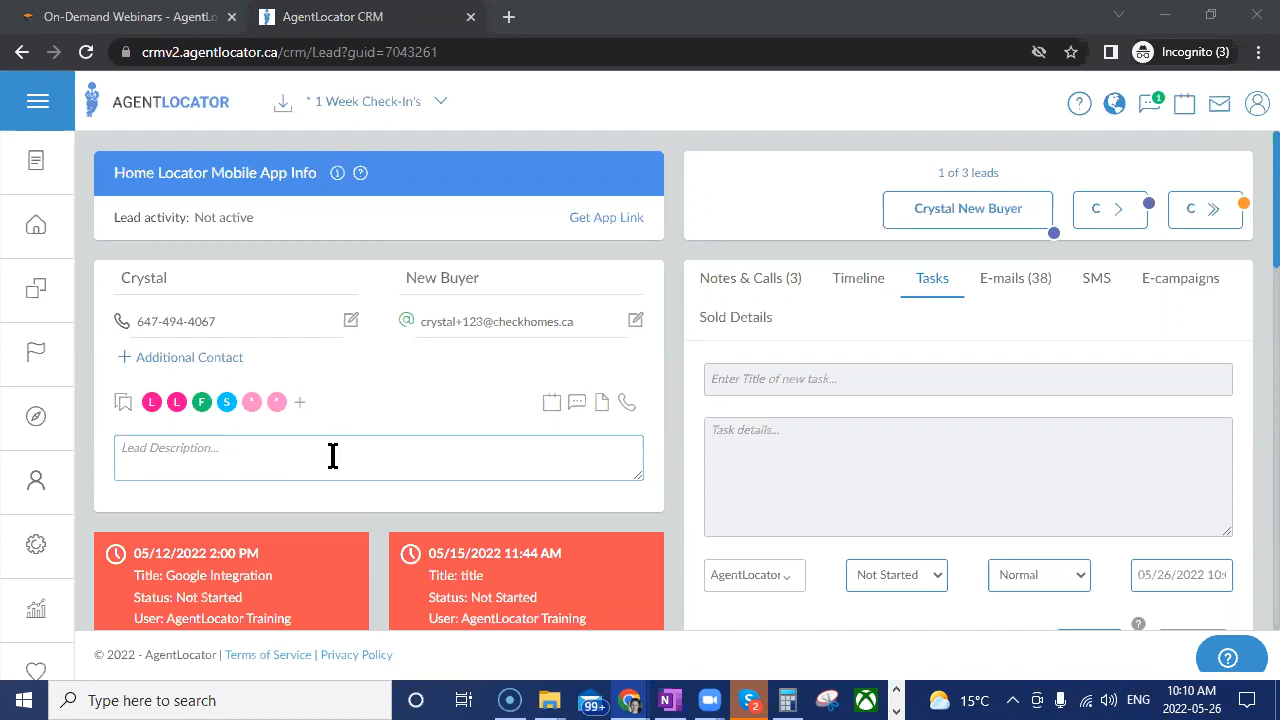 On-Demand Webinars - AgentLo
AgentLocator CRM
crmv2.agentlocator.ca/crm/Lead?guid=7043261
Incognito (3)
AGENTLOCATOR
* 1 Week Check-In's
1
Home Locator Mobile App Info
Lead activity: Not active
Get App Link
1 of 3 leads
Crystal New Buyer
C
C
Crystal
New Buyer
647-494-4067
crystal+123@checkhomes.ca
Additional Contact
L L F S * *
Lead Description...
Notes & Calls (3)
Timeline
Tasks
E-mails (38)
SMS
E-campaigns
Sold Details
Enter Title of new task...
Task details...
AgentLocator
Not Started
Normal
05/26/2022 10:
05/12/2022 2:00 PM
Title: Google Integration
Status: Not Started
User: AgentLocator Training
05/15/2022 11:44 AM
Title: title
Status: Not Started
User: AgentLocator Training
© 2022 - AgentLocator | Terms of Service | Privacy Policy
Type here to search
99+
2
15°C
ENG
10:10 AM
2022-05-26